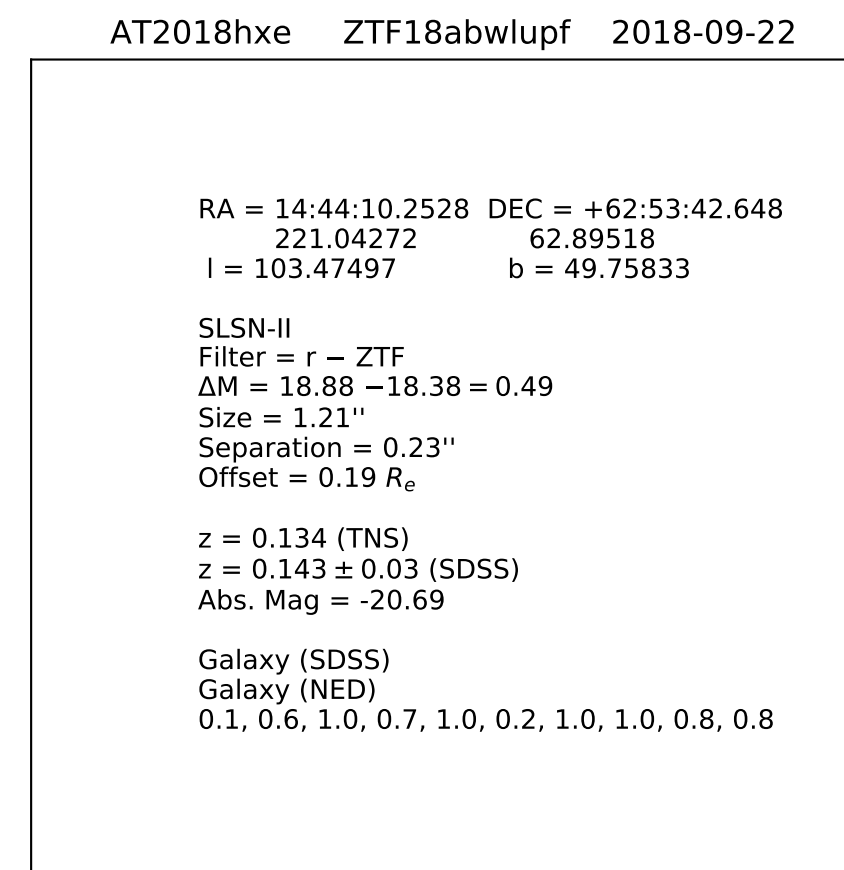 AT2018hxe ZTF18abwlupf 2018-09-22
RA = 14:44:10.2528 DEC = +62:53:42.648
221.04272 62.89518
l = 103.47497 b = 49.75833
SLSN-II
Filter = r − ZTF
ΔM = 18.88 −18.38 = 0.49
Size = 1.21''
Separation = 0.23''
Offset = 0.19 Rₑ
z = 0.134 (TNS)
z = 0.143 ± 0.03 (SDSS)
Abs. Mag = -20.69
Galaxy (SDSS)
Galaxy (NED)
0.1, 0.6, 1.0, 0.7, 1.0, 0.2, 1.0, 1.0, 0.8, 0.8